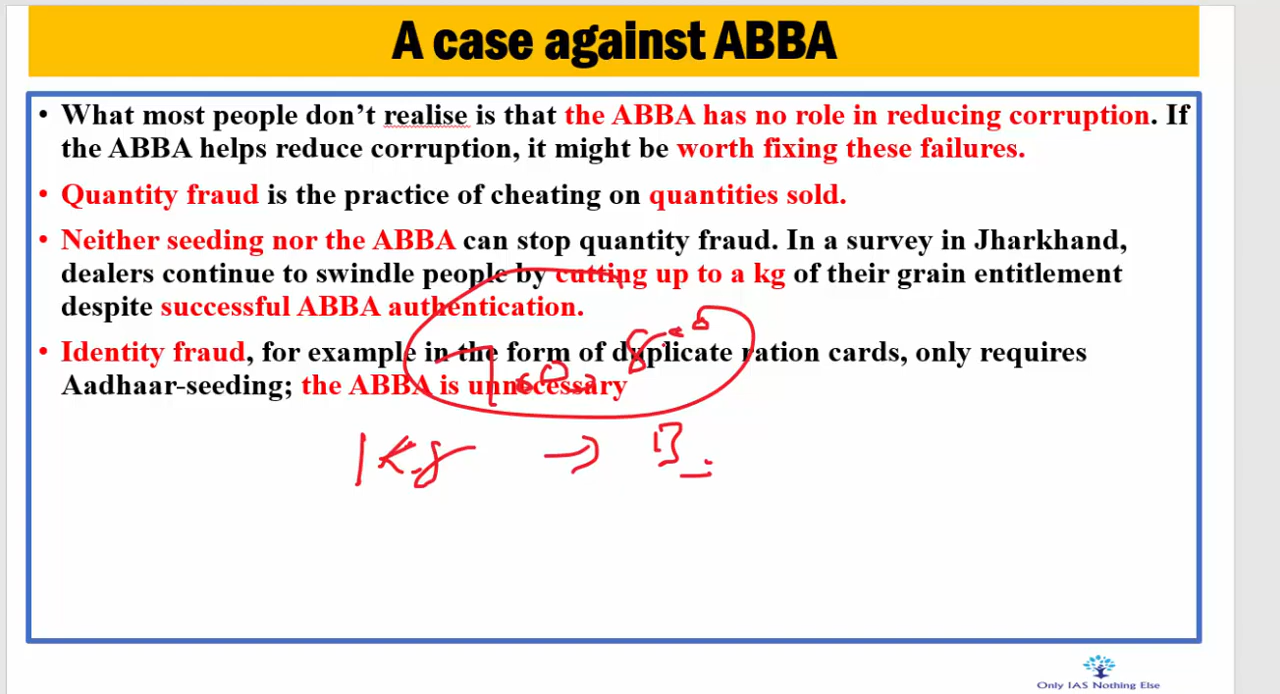 A case against ABBA
• What most people don't realise is that the ABBA has no role in reducing corruption. If
the ABBA helps reduce corruption, it might be worth fixing these failures.
• Quantity fraud is the practice of cheating on quantities sold.
• Neither seeding nor the ABBA can stop quantity fraud. In a survey in Jharkhand,
dealers continue to swindle people by cutting up to a kg of their grain entitlement
despite successful ABBA authentication.
• Identity fraud, for example in the form of duplicate ration cards, only requires
Aadhaar-seeding; the ABBA is unnecessary
1 Kg →
Only IAS Nothing Else